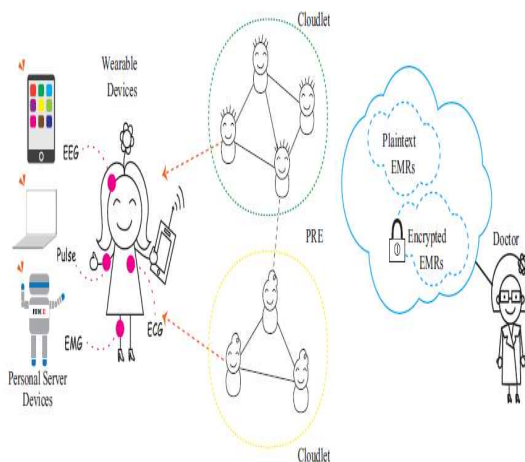 Cloudlet
Wearable
Devices
EEG
Plaintext
EMRs
Pulse
PRE
Encrypted
EMRs
Doctor
EMG
ECG
Personal Server
Devices
Cloudlet